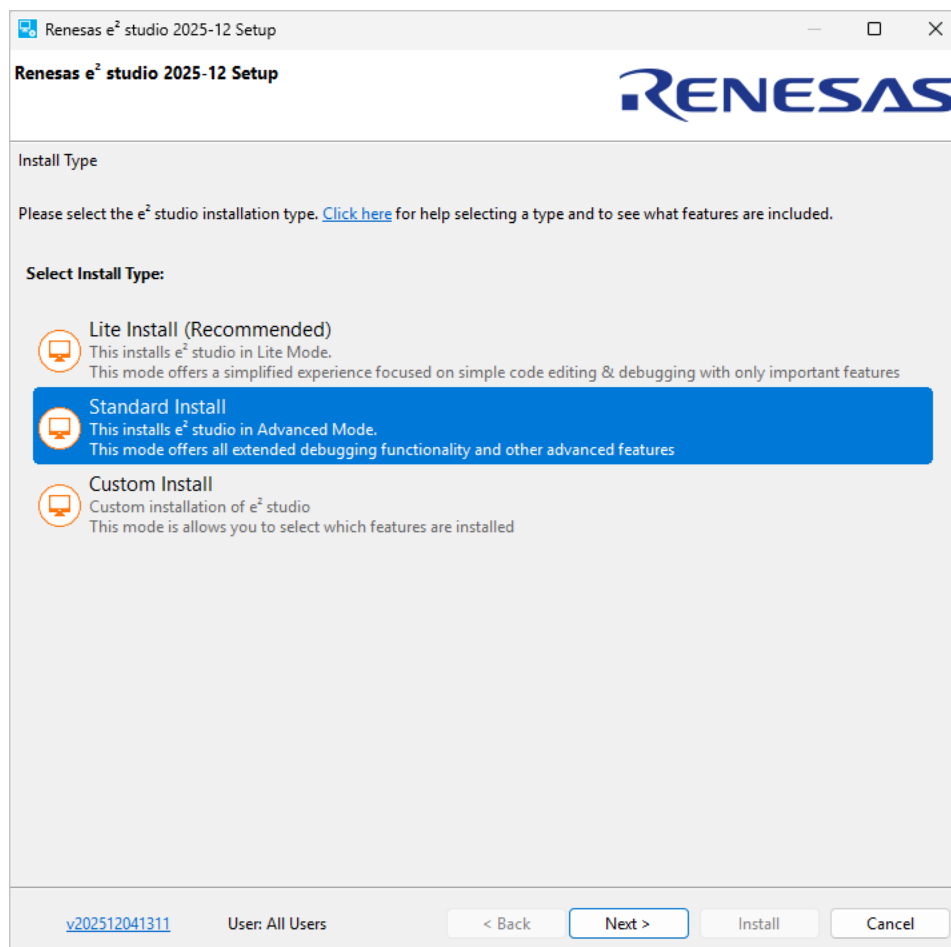 Renesas e² studio 2025-12 Setup
Renesas e² studio 2025-12 Setup
RENESAS
Install Type
Please select the e² studio installation type. Click here for help selecting a type and to see what features are included.
Select Install Type:
Lite Install (Recommended)
This installs e² studio in Lite Mode.
This mode offers a simplified experience focused on simple code editing & debugging with only important features
Standard Install
This installs e² studio in Advanced Mode.
This mode offers all extended debugging functionality and other advanced features
Custom Install
Custom installation of e² studio
This mode is allows you to select which features are installed
v202512041311 User: All Users < Back Next > Install Cancel